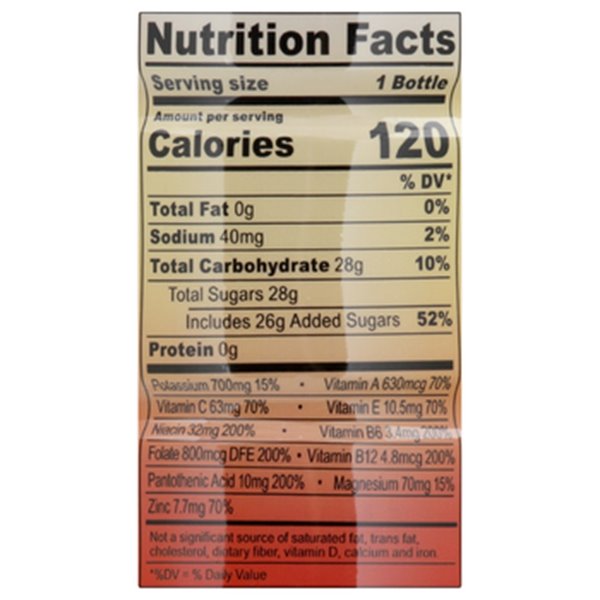 Nutrition Facts
Serving size 1 Bottle
Amount per serving
Calories 120
% DV*
Total Fat 0g 0%
Sodium 40mg 2%
Total Carbohydrate 28g 10%
Total Sugars 28g
Includes 26g Added Sugars 52%
Protein 0g
Potassium 700mg 15% • Vitamin A 630mcg 70%
Vitamin C 63mg 70% • Vitamin E 10.5mg 70%
Niacin 32mg 200% • Vitamin B6 3.4mg 200%
Folate 800mcg DFE 200% • Vitamin B12 4.8mcg 200%
Pantothenic Acid 10mg 200% • Magnesium 70mg 15%
Zinc 7.7mg 70%
Not a significant source of saturated fat, trans fat,
cholesterol, dietary fiber, vitamin D, calcium and iron.
*%DV = % Daily Value